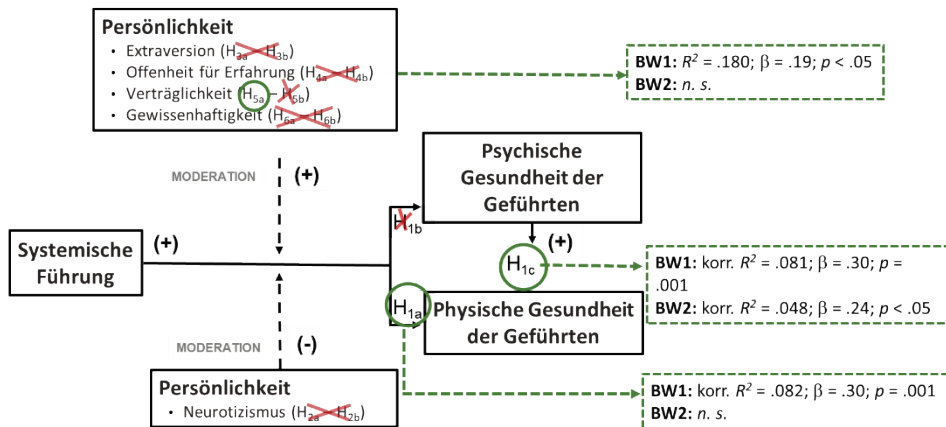 Persönlichkeit
• Extraversion (H3a – H3b)
• Offenheit für Erfahrung (H4a – H4b)
• Verträglichkeit (H5a – H5b)
• Gewissenhaftigkeit (H6a – H6b)
BW1: R² = .180; β = .19; p < .05
BW2: n. s.
MODERATION
(+)
Psychische
Gesundheit der
Geführten
Systemische
Führung
(+)
H1b
(+)
H1c
BW1: korr. R² = .081; β = .30; p =
.001
BW2: korr. R² = .048; β = .24; p < .05
H1a
Physische Gesundheit
der Geführten
MODERATION
(-)
Persönlichkeit
• Neurotizismus (H2a – H2b)
BW1: korr. R² = .082; β = .30; p = .001
BW2: n. s.